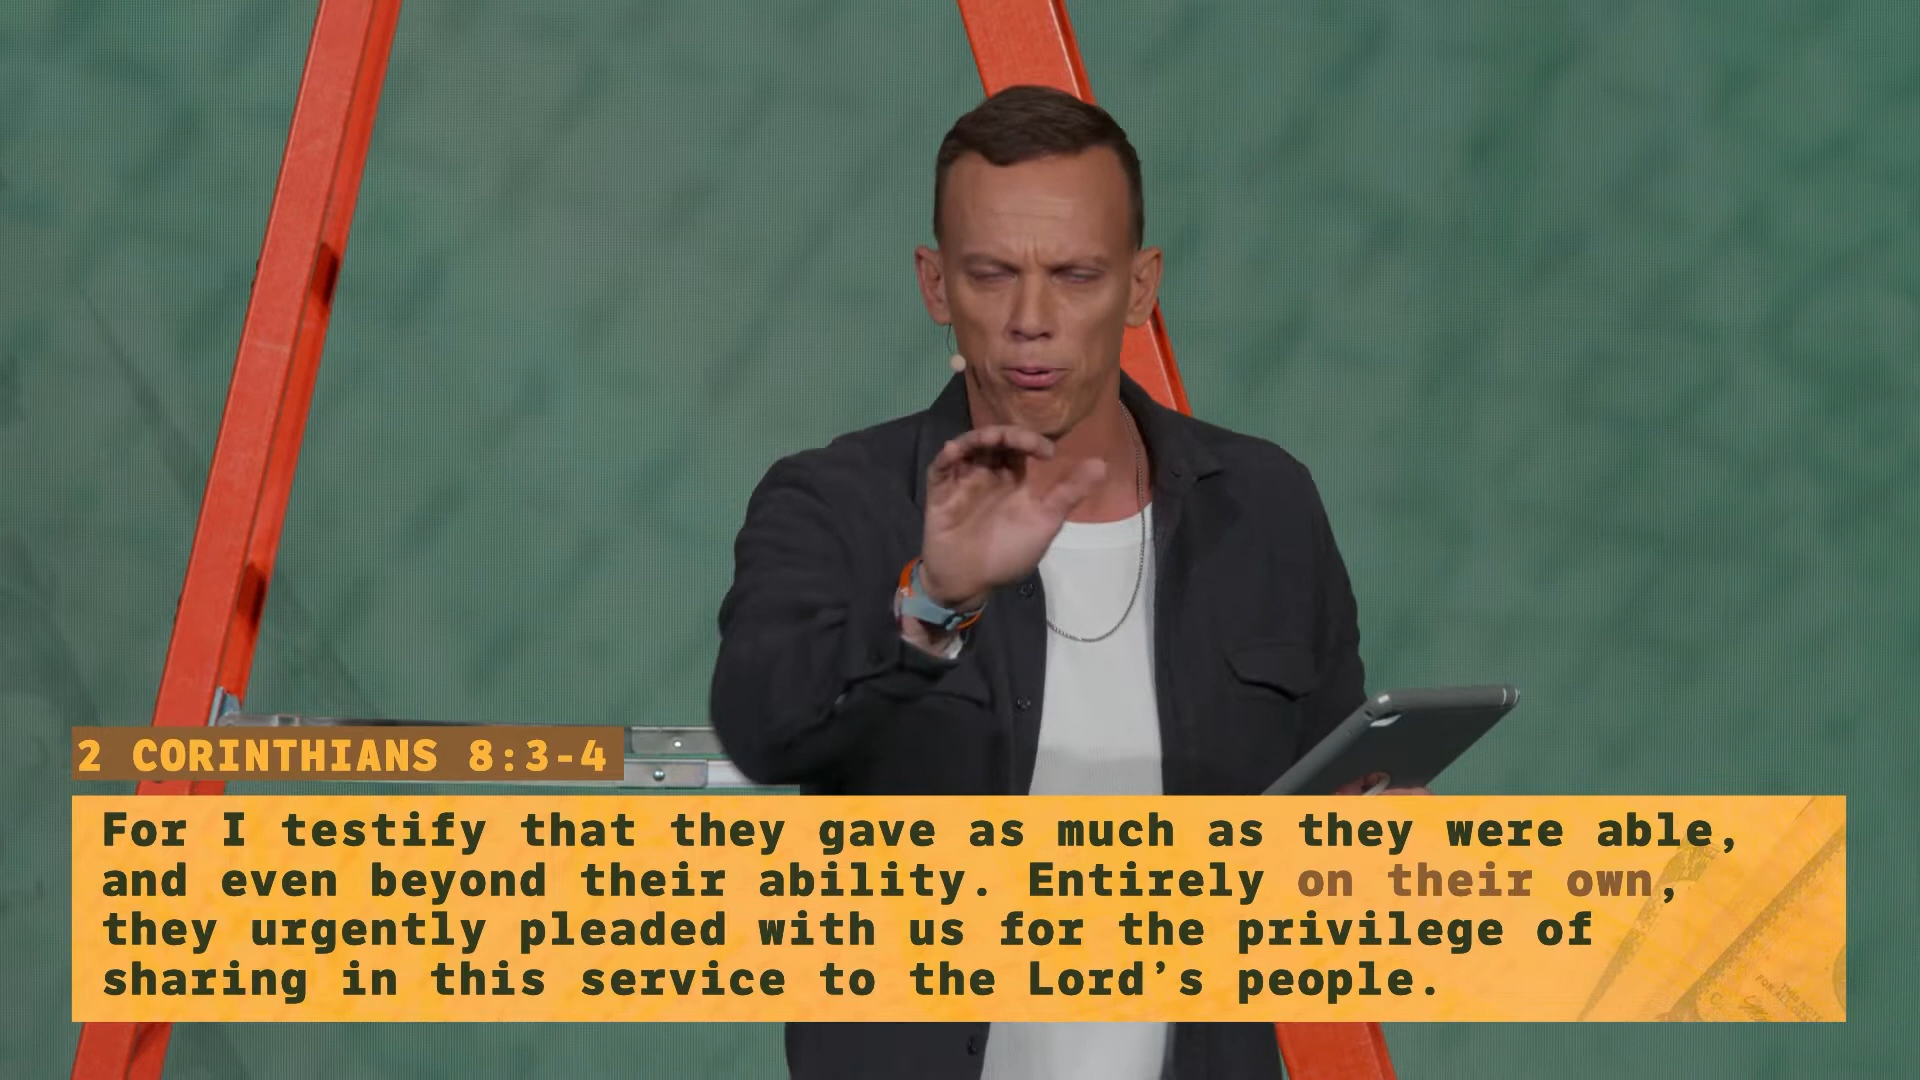 2 CORINTHIANS 8:3-4
For I testify that they gave as much as they were able,
and even beyond their ability. Entirely on their own,
they urgently pleaded with us for the privilege of
sharing in this service to the Lord's people.